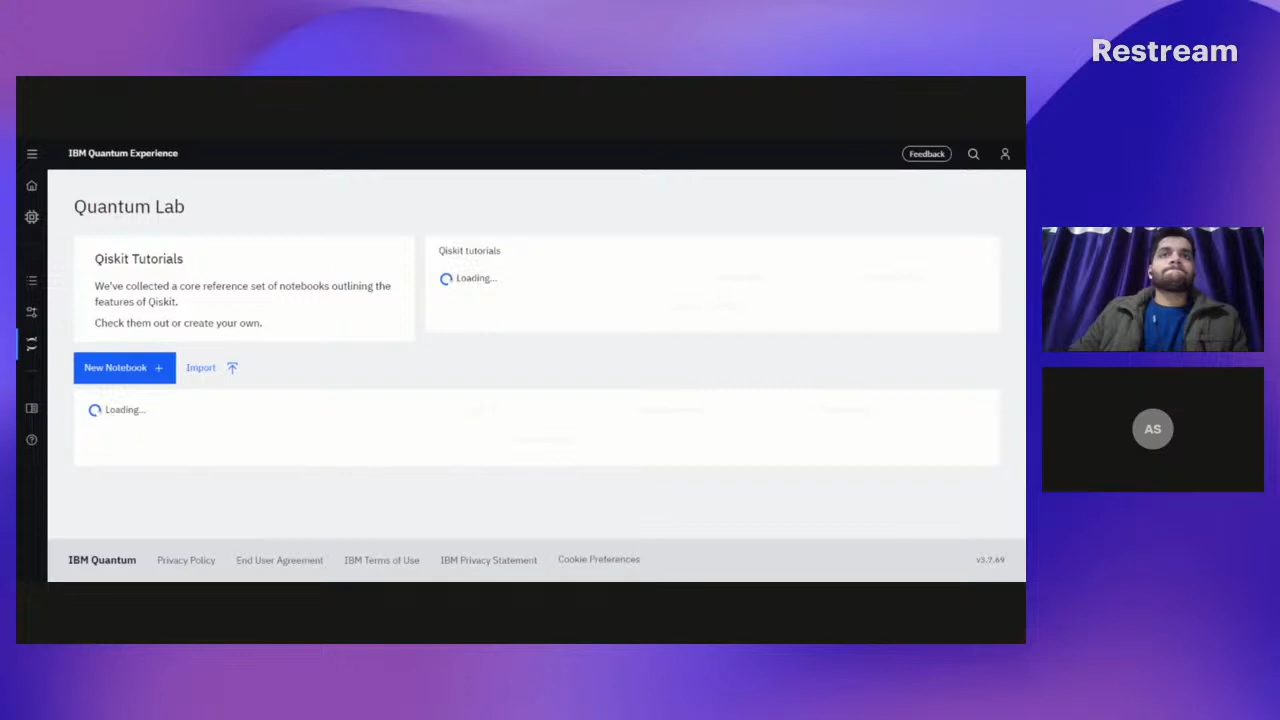 Restream
IBM Quantum Experience
Feedback
Quantum Lab
Qiskit Tutorials
We've collected a core reference set of notebooks outlining the
features of Qiskit.
Check them out or create your own.
Qiskit tutorials
Loading...
New Notebook +
Import
Loading...
AS
IBM Quantum Privacy Policy End User Agreement IBM Terms of Use IBM Privacy Statement Cookie Preferences v3.7.69